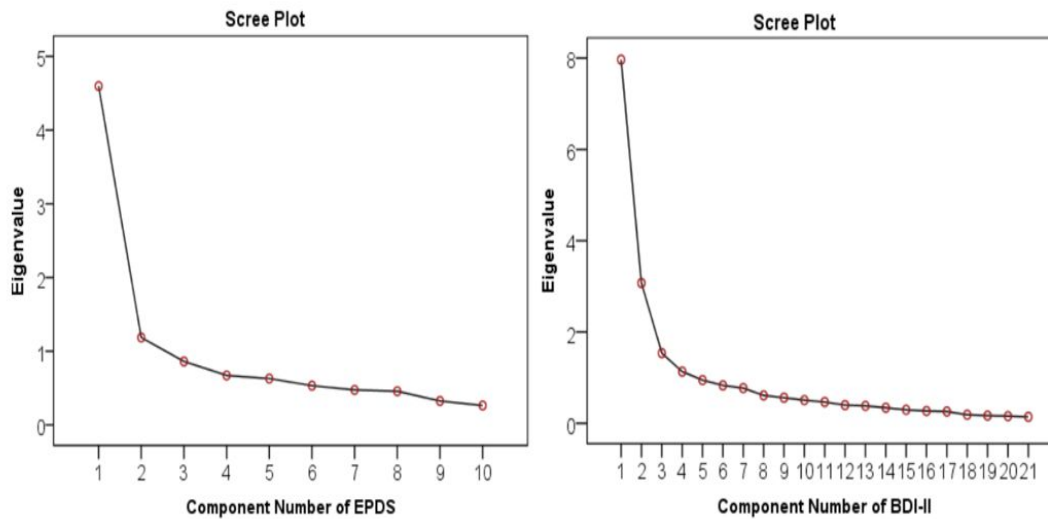 Scree Plot
5
4
3
2
1
0
Eigenvalue
1 2 3 4 5 6 7 8 9 10
Component Number of EPDS
Scree Plot
8
6
4
2
0
Eigenvalue
1 2 3 4 5 6 7 8 9 10 11 12 13 14 15 16 17 18 19 20 21
Component Number of BDI-II